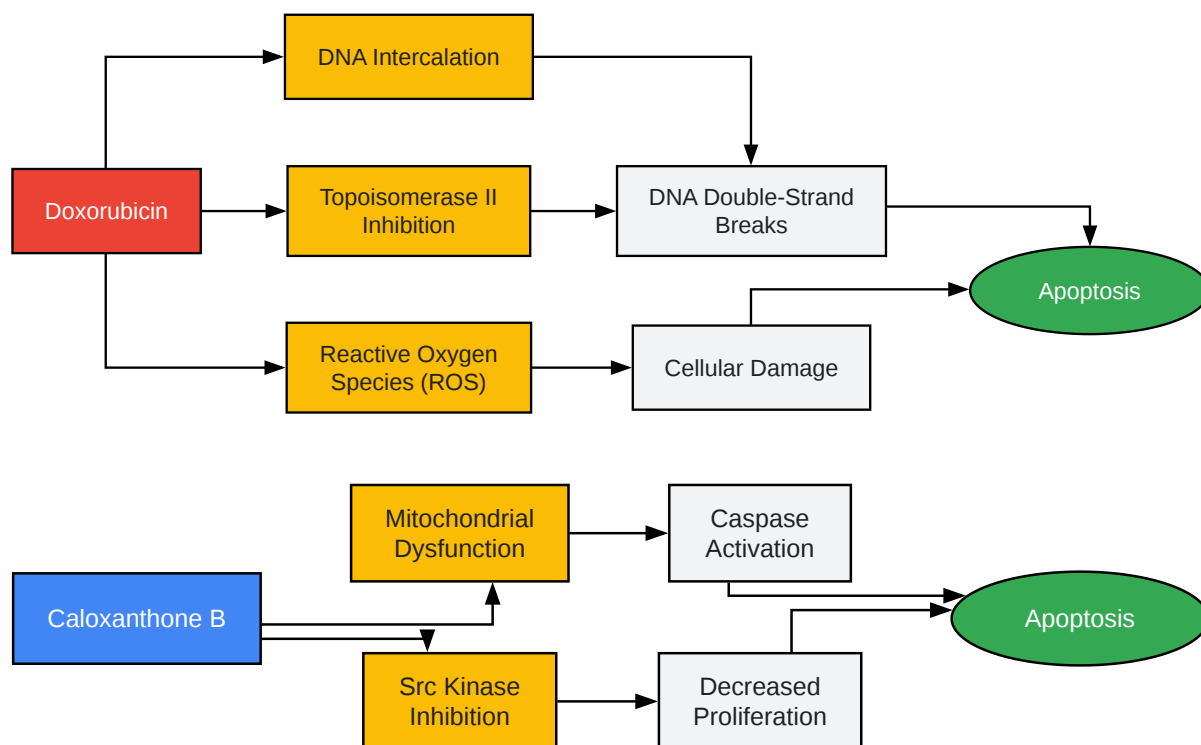 DNA Intercalation
Doxorubicin
Topoisomerase II
Inhibition
DNA Double-Strand
Breaks
Apoptosis
Reactive Oxygen
Species (ROS)
Cellular Damage
Mitochondrial
Dysfunction
Caspase
Activation
Caloxanthone B
Apoptosis
Src Kinase
Inhibition
Decreased
Proliferation